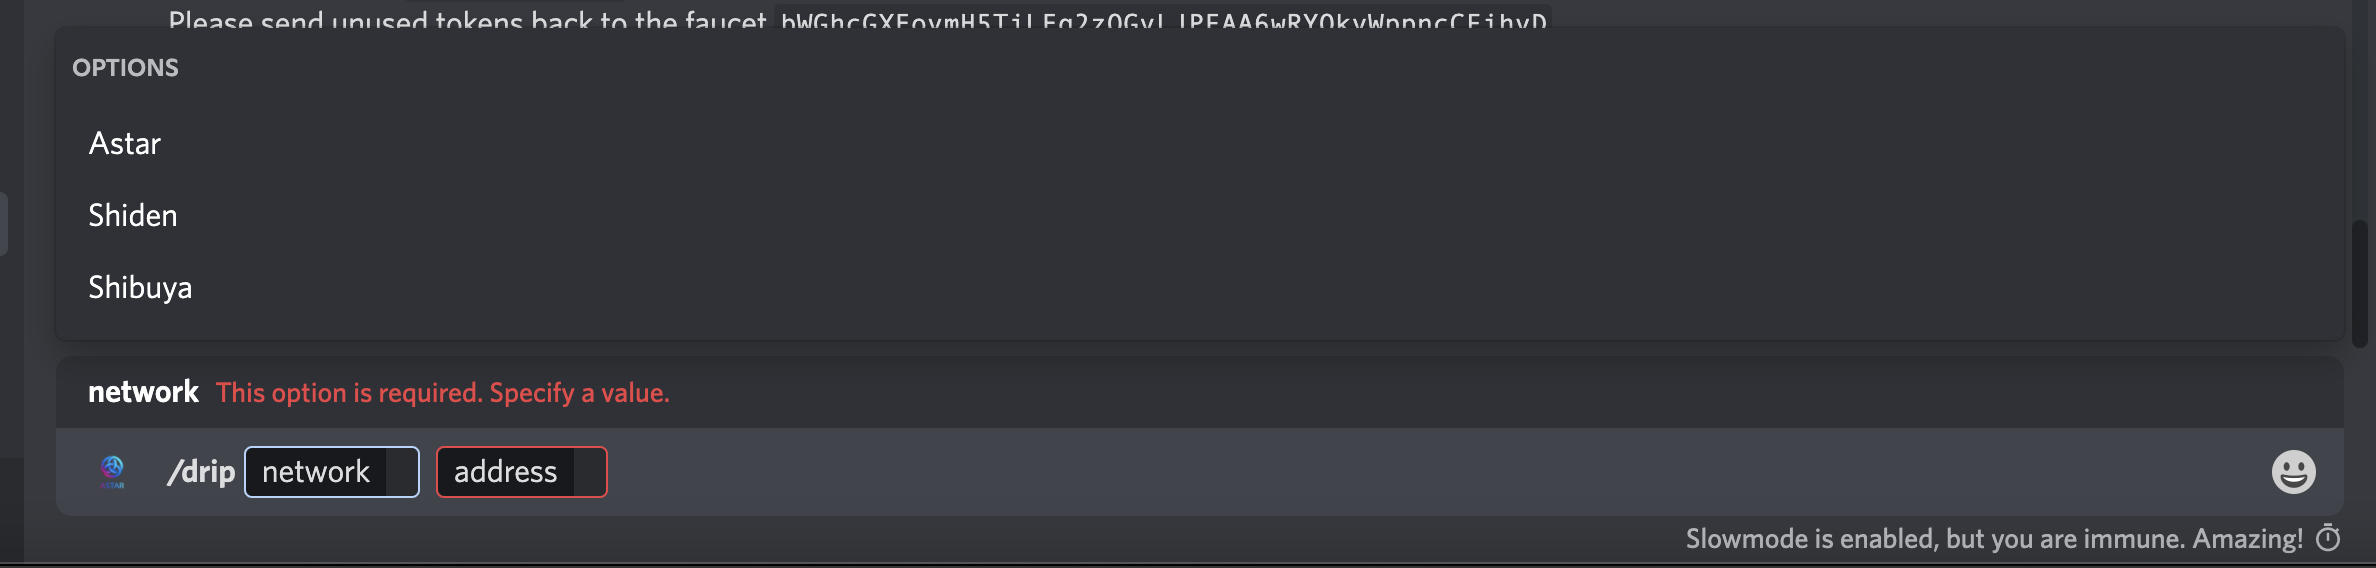 Please send unused tokens back to the faucet
OPTIONS
Astar
Shiden
Shibuya
network This option is required. Specify a value.
ASTAR /drip network address
Slowmode is enabled, but you are immune. Amazing!